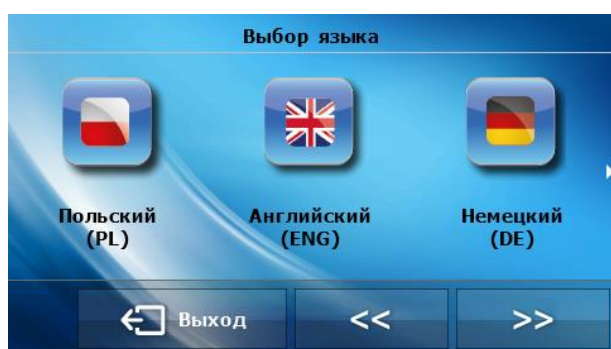 Выбор языка
Польский
(PL)
Английский
(ENG)
Немецкий
(DE)
Выход
<<
>>